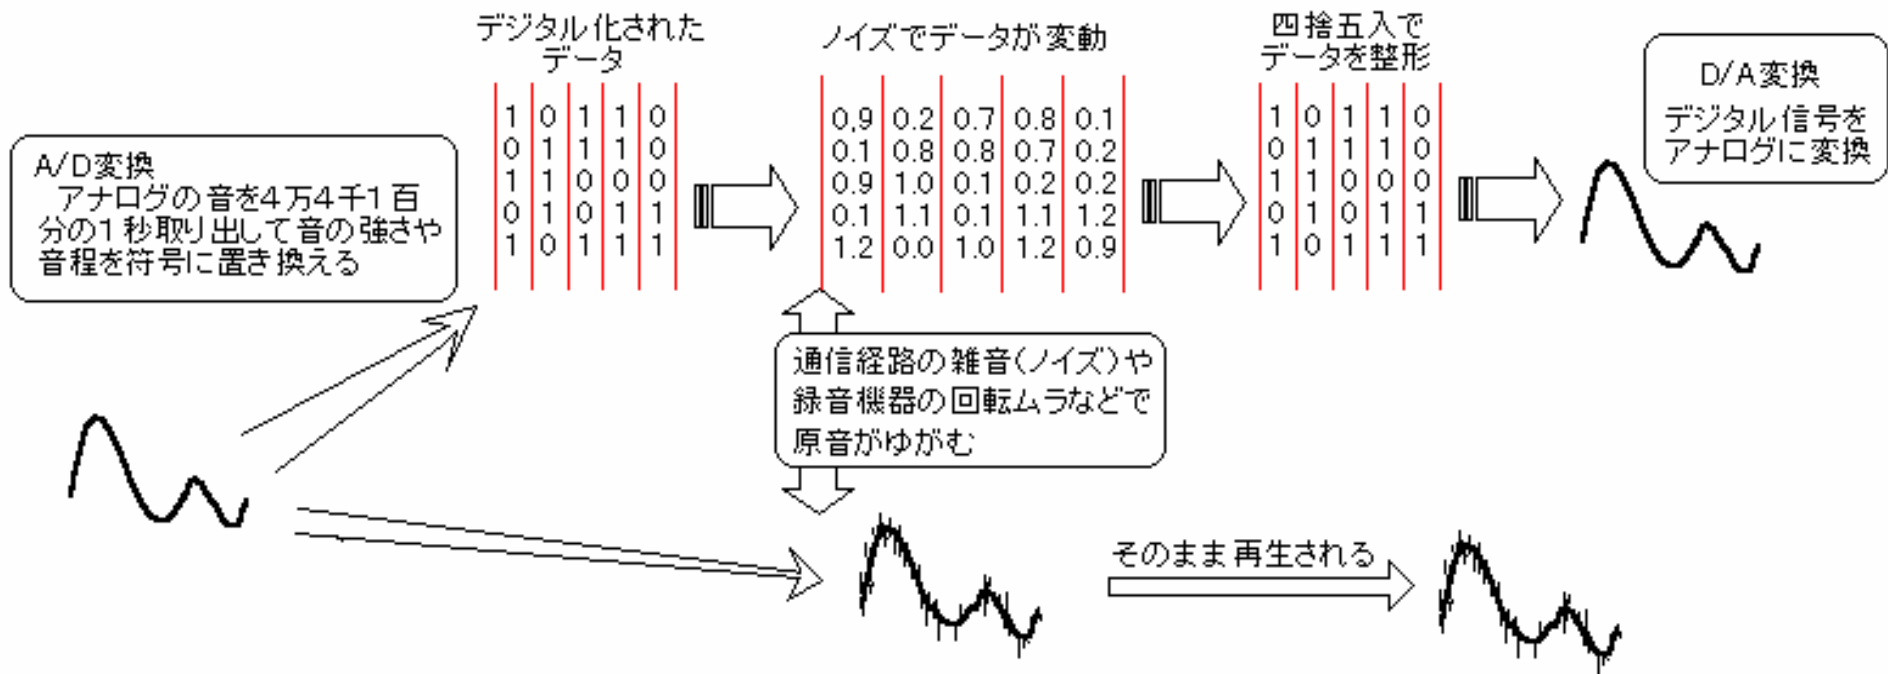 デジタル化された
データ
1 0 1 1 0
0 1 1 1 0
1 1 0 0 0
0 1 0 1 1
1 0 1 1 1
ノイズでデータが変動
0,9 0.2 0.7 0.8 0.1
0.1 0.8 0.8 0.7 0.2
0.9 1.0 0.1 0.2 0.2
0.1 1.1 0.1 1.1 1.2
1.2 0.0 1.0 1.2 0.9
四捨五入で
データを整形
1 0 1 1 0
0 1 1 1 0
1 1 0 0 0
0 1 0 1 1
1 0 1 1 1
D/A変換
デジタル信号を
アナログに変換
A/D変換
アナログの音を4万4千1百
分の1秒取り出して音の強さや
音程を符号に置き換える
通信経路の雑音(ノイズ)や
録音機器の回転ムラなどで
原音がゆがむ
そのまま再生される